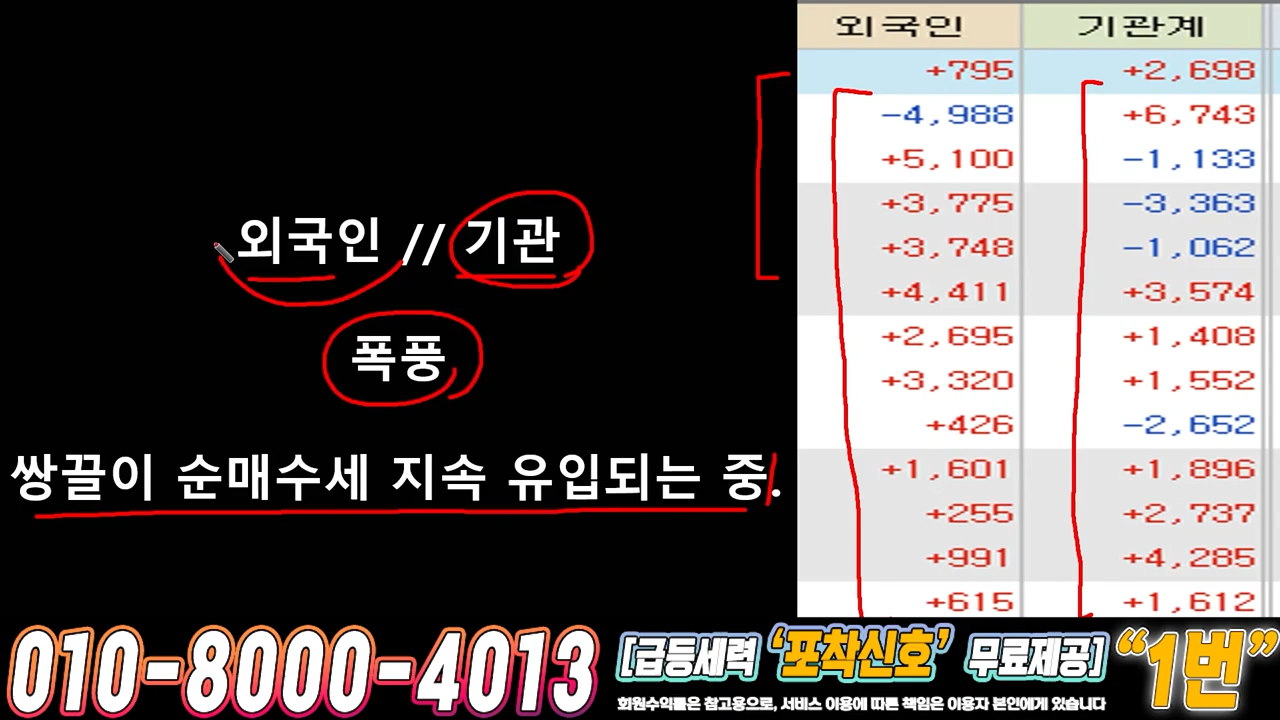 외국인 // 기관
폭풍
쌍끌이 순매수세 지속 유입되는 중.
외국인 기관계
+795 +2,698
-4,988 +6,743
+5,100 -1,133
+3,775 -3,363
+3,748 -1,062
+4,411 +3,574
+2,695 +1,408
+3,320 +1,552
+426 -2,652
+1,601 +1,896
+255 +2,737
+991 +4,285
+615 +1,612
010-8000-4013
[급등세력 '포착신호' 무료제공] "1번"
회원수익률은 참고용으로, 서비스 이용에 따른 책임은 이용자 본인에게 있습니다